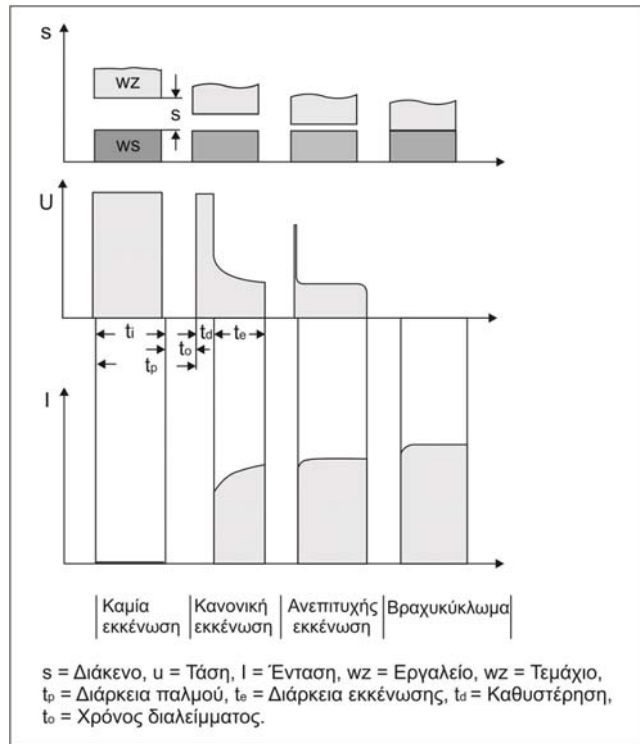 s
WZ
s
WS
U
ti
td
te
to
tp
I
Καμία
εκκένωση
Κανονική
εκκένωση
Ανεπιτυχής
εκκένωση
Βραχυκύκλωμα
s = Διάκενο, u = Τάση, I = Ένταση, wz = Εργαλείο, wz = Τεμάχιο,
tp = Διάρκεια παλμού, te = Διάρκεια εκκένωσης, td = Καθυστέρηση,
to = Χρόνος διαλείμματος.